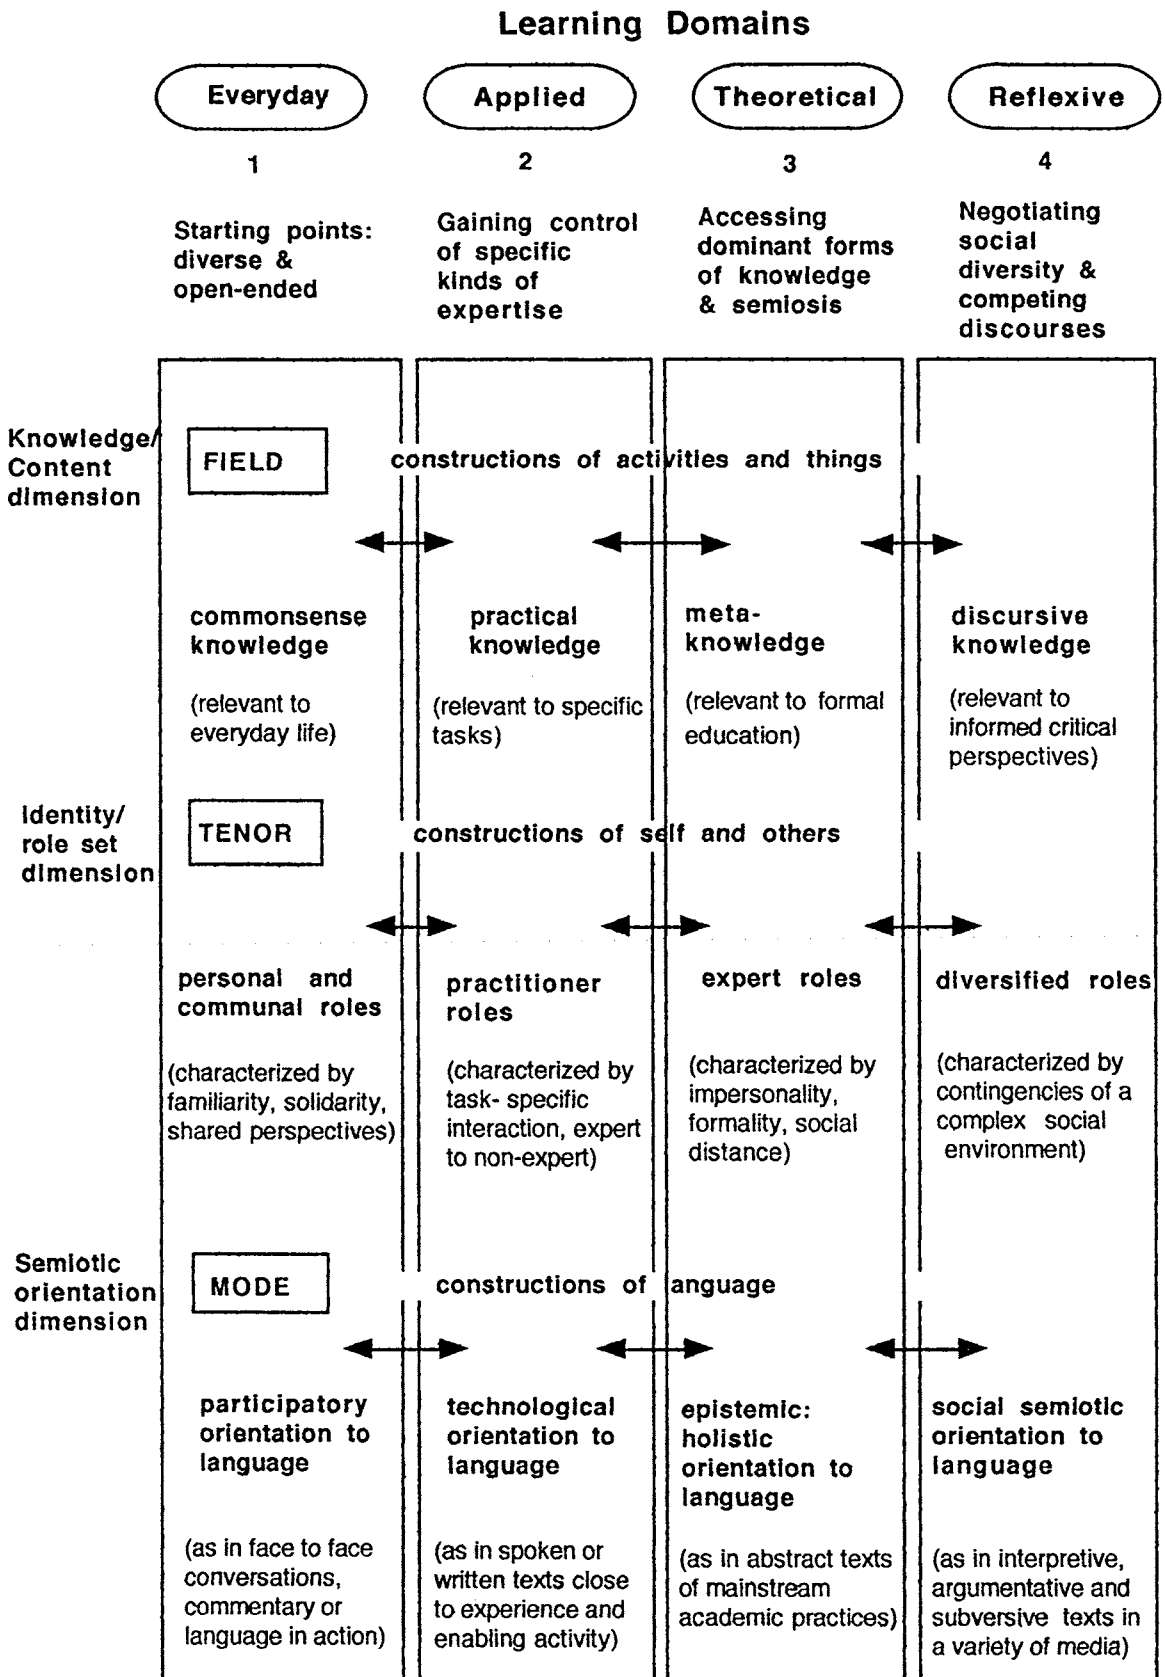 Learning Domains
Everyday
Applied
Theoretical
Reflexive
1
2
3
4
Starting points:
diverse &
open-ended
Gaining control
of specific
kinds of
expertise
Accessing
dominant forms
of knowledge
& semiosis
Negotiating
social
diversity &
competing
discourses
Knowledge/
Content
dimension
FIELD
constructions of activities and things
commonsense
knowledge
(relevant to
everyday life)
practical
knowledge
(relevant to specific
tasks)
meta-
knowledge
(relevant to formal
education)
discursive
knowledge
(relevant to
informed critical
perspectives)
Identity/
role set
dimension
TENOR
constructions of self and others
personal and
communal roles
(characterized by
familiarity, solidarity,
shared perspectives)
practitioner
roles
(characterized by
task- specific
interaction, expert
to non-expert)
expert roles
(characterized by
impersonality,
formality, social
distance)
diversified roles
(characterized by
contingencies of a
complex social
environment)
Semiotic
orientation
dimension
MODE
constructions of language
participatory
orientation to
language
(as in face to face
conversations,
commentary or
language in action)
technological
orientation to
language
(as in spoken or
written texts close
to experience and
enabling activity)
epistemic:
holistic
orientation to
language
(as in abstract texts
of mainstream
academic practices)
social semiotic
orientation to
language
(as in interpretive,
argumentative and
subversive texts in
a variety of media)